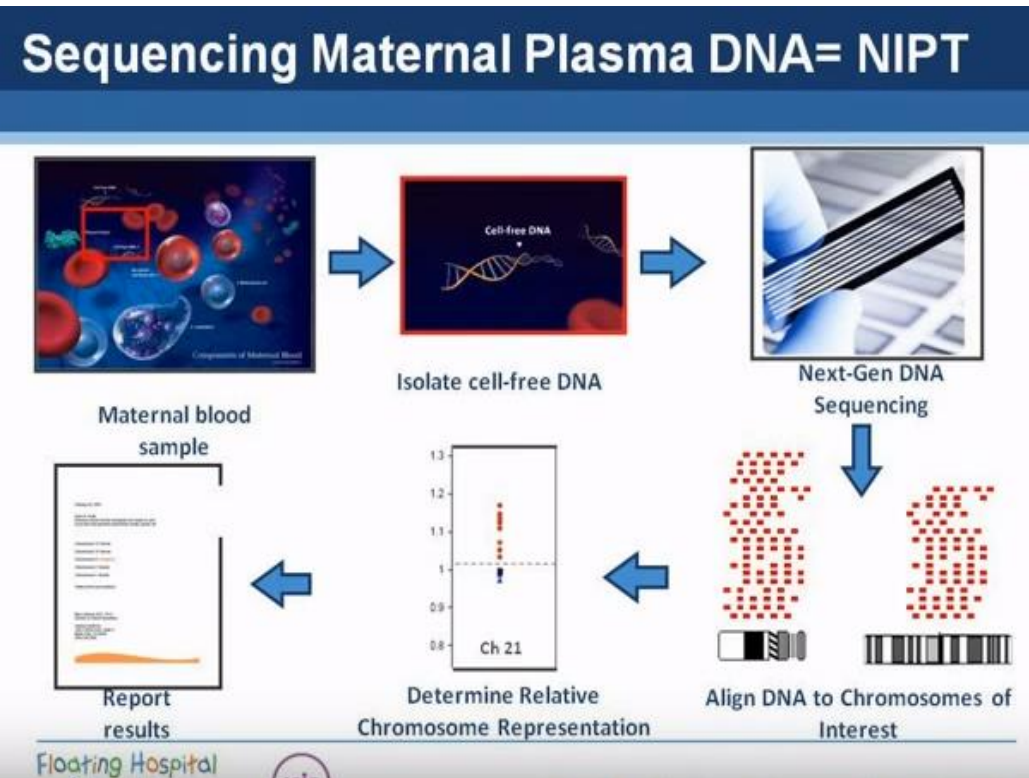 Sequencing Maternal Plasma DNA= NIPT
Components of Maternal Blood
Maternal blood
sample
Cell-free DNA
Isolate cell-free DNA
Next-Gen DNA
Sequencing
Align DNA to Chromosomes of
Interest
1.3
1.2
1.1
1
0.9
0.8
Ch 21
Determine Relative
Chromosome Representation
Report
results
Floating Hospital